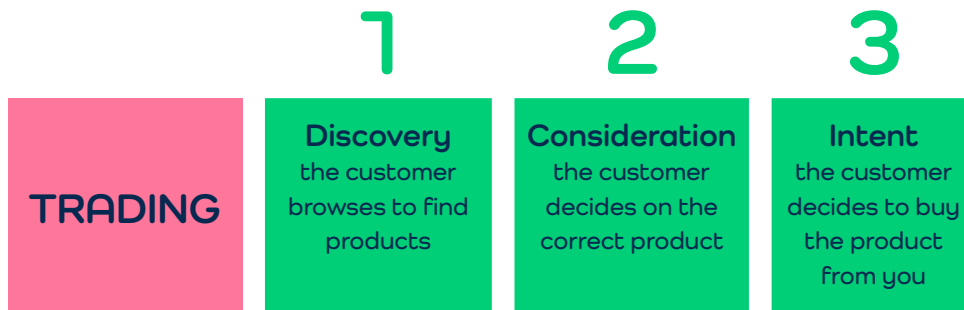 1
2
3
TRADING
Discovery
the customer
browses to find
products
Consideration
the customer
decides on the
correct product
Intent
the customer
decides to buy
the product
from you